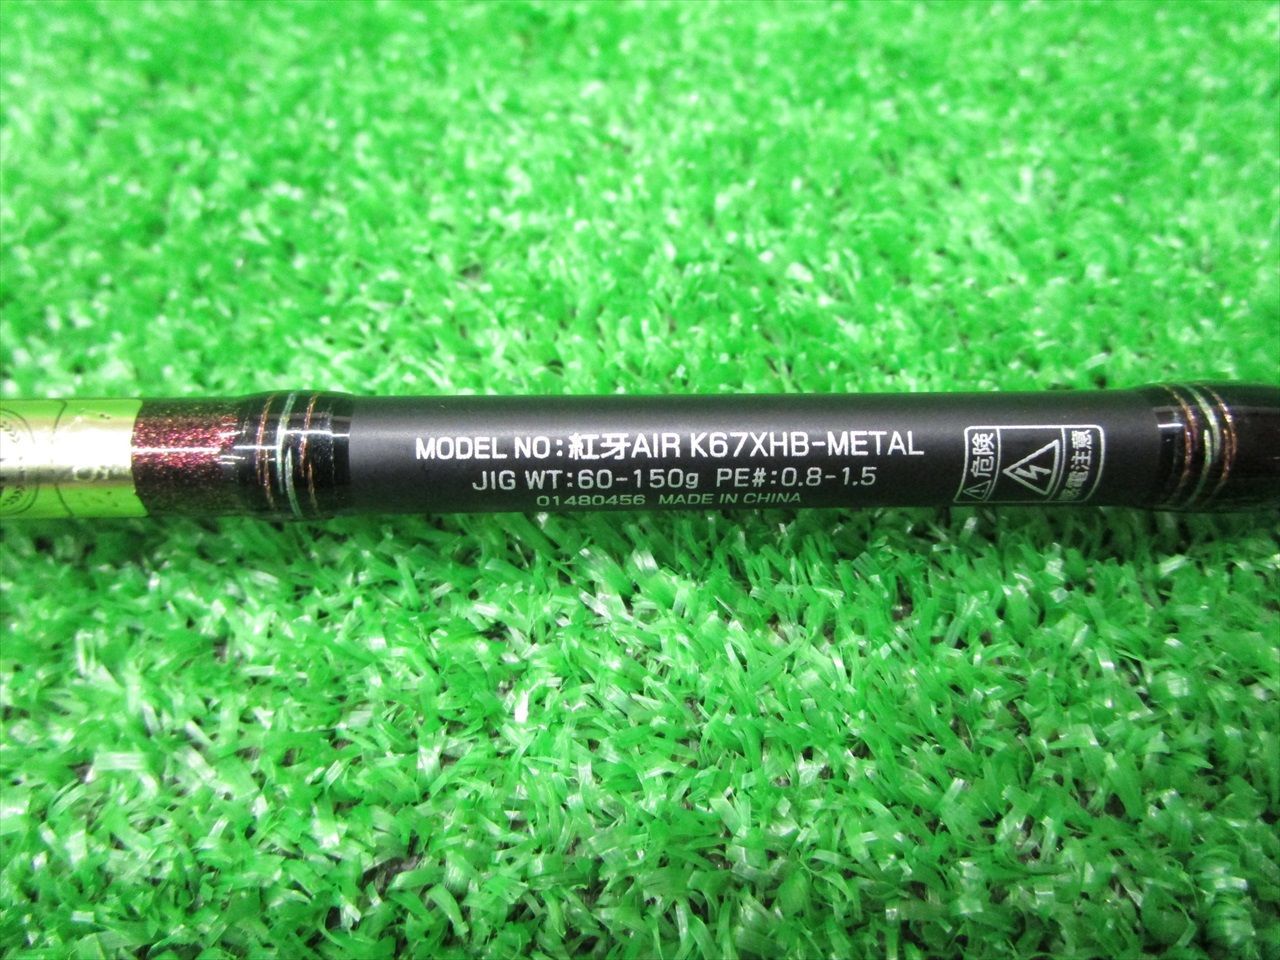 MODEL NO:紅牙AIR K67XHB-METAL
JIG WT:60-150g PE#:0.8-1.5
01480456 MADE IN CHINA
危険
感電注意